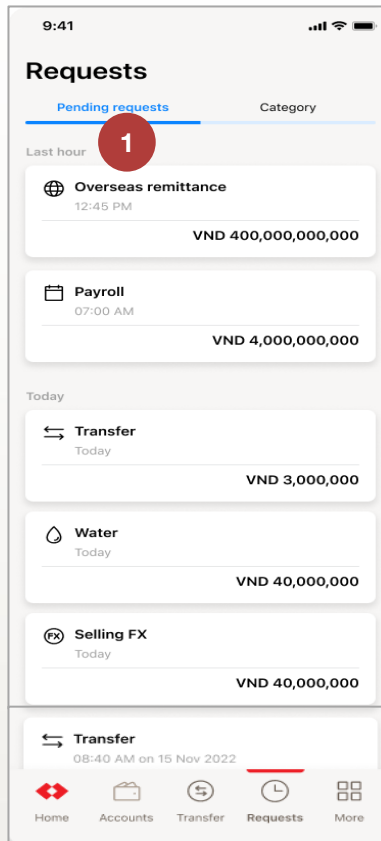 9:41
Requests
Pending requests Category
1
Last hour
Overseas remittance
12:45 PM
VND 400,000,000,000
Payroll
07:00 AM
VND 4,000,000,000
Today
Transfer
Today
VND 3,000,000
Water
Today
VND 40,000,000
FX Selling FX
Today
VND 40,000,000
Transfer
08:40 AM on 15 Nov 2022
Home Accounts Transfer Requests More